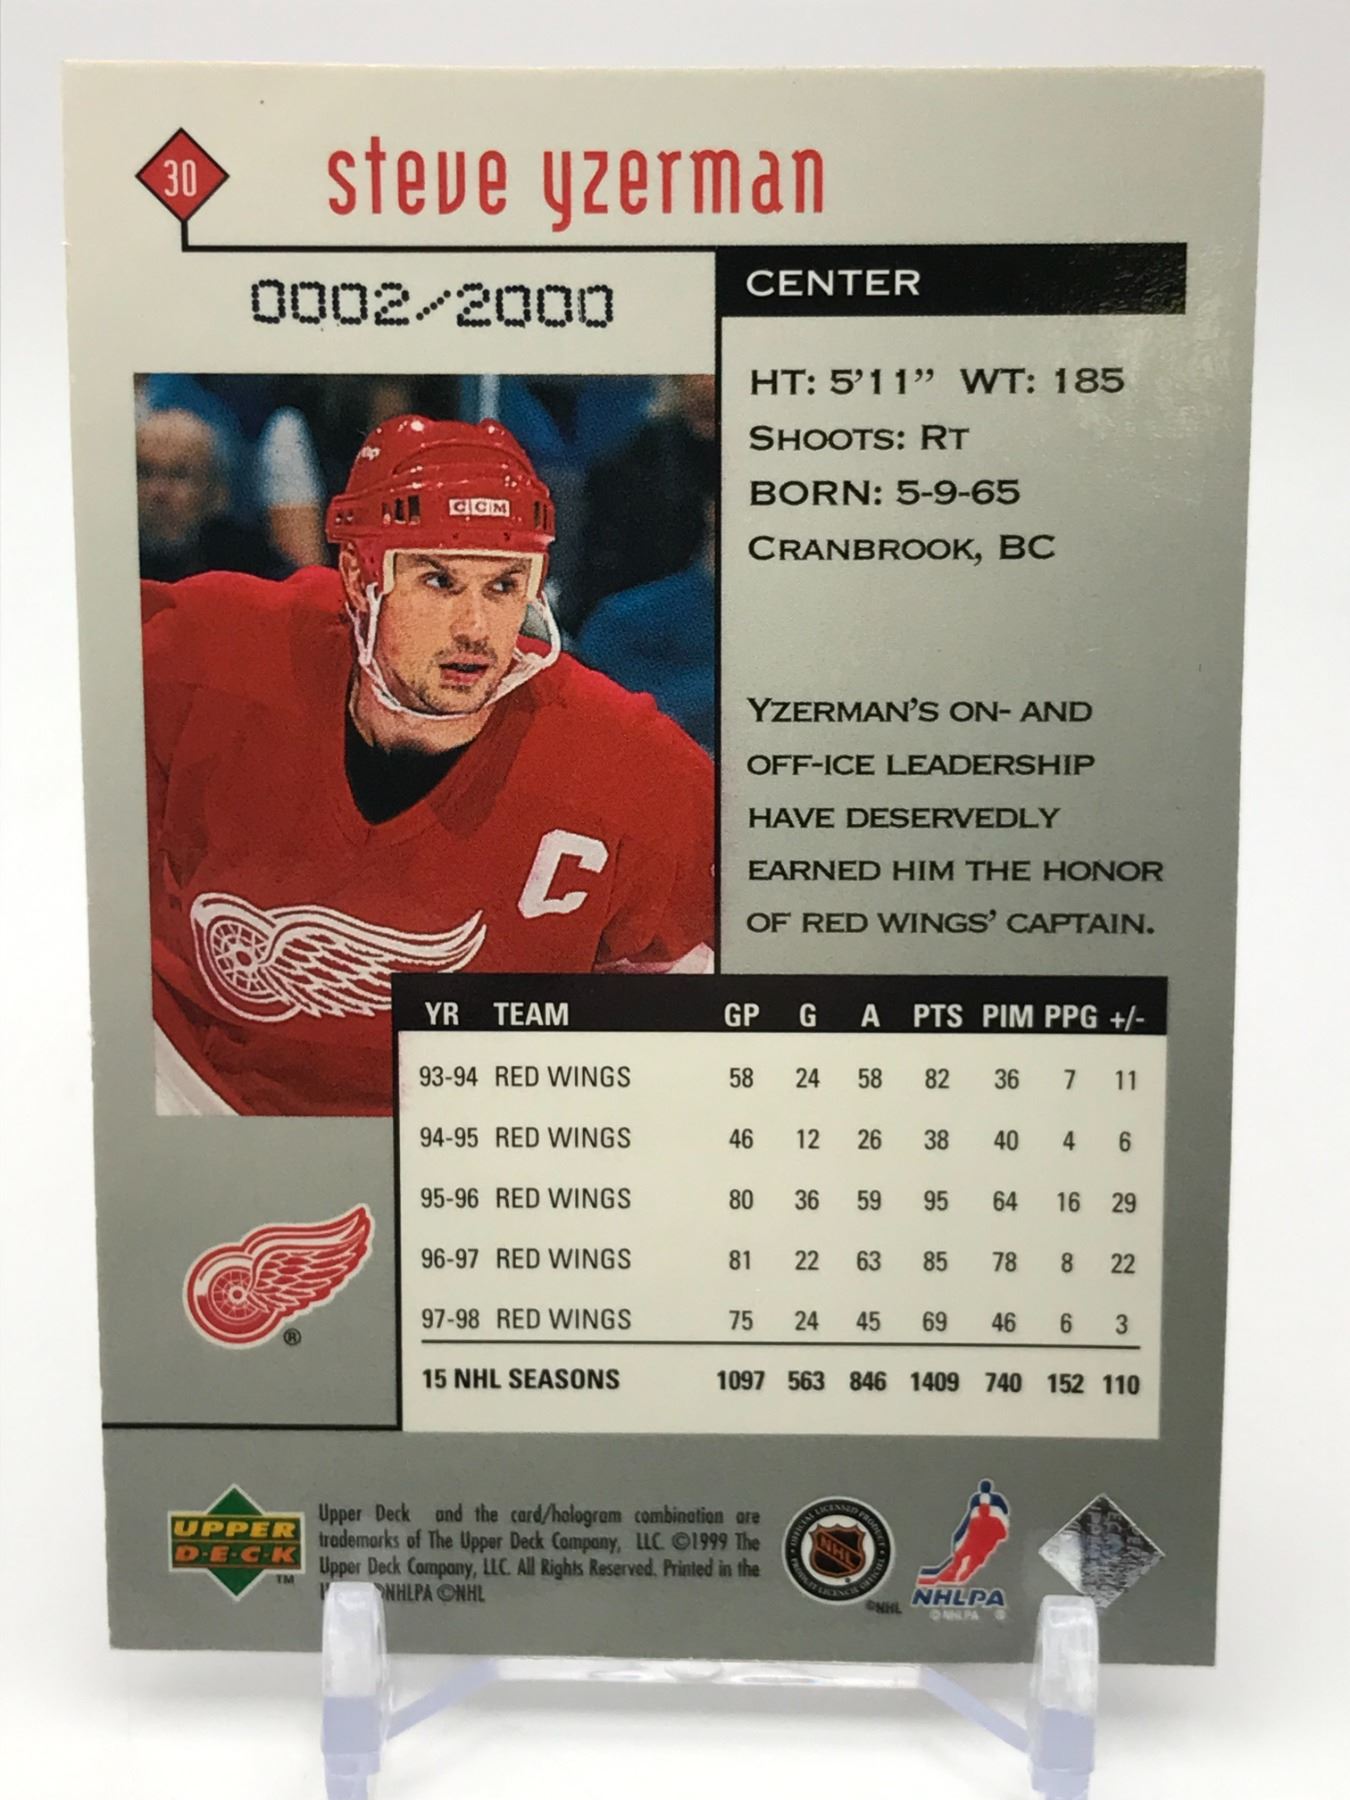 30
steve yzerman
0002/2000
CENTER
HT: 5'11" WT: 185
SHOOTS: RT
BORN: 5-9-65
CRANBROOK, BC
CCM
C
YZERMAN'S ON- AND
OFF-ICE LEADERSHIP
HAVE DESERVEDLY
EARNED HIM THE HONOR
OF RED WINGS' CAPTAIN.
YR TEAM GP G A PTS PIM PPG +/-
93-94 RED WINGS 58 24 58 82 36 7 11
94-95 RED WINGS 46 12 26 38 40 4 6
95-96 RED WINGS 80 36 59 95 64 16 29
96-97 RED WINGS 81 22 63 85 78 8 22
97-98 RED WINGS 75 24 45 69 46 6 3
15 NHL SEASONS 1097 563 846 1409 740 152 110
®
UPPER
D·E·C·K
TM
Upper Deck and the card/hologram combination are
trademarks of The Upper Deck Company, LLC. ©1999 The
Upper Deck Company, LLC. All Rights Reserved. Printed in the
©NHLPA ©NHL
OFFICIAL LICENSED PRODUCT
NHL
©NHL
NHLPA
© NHLPA ®